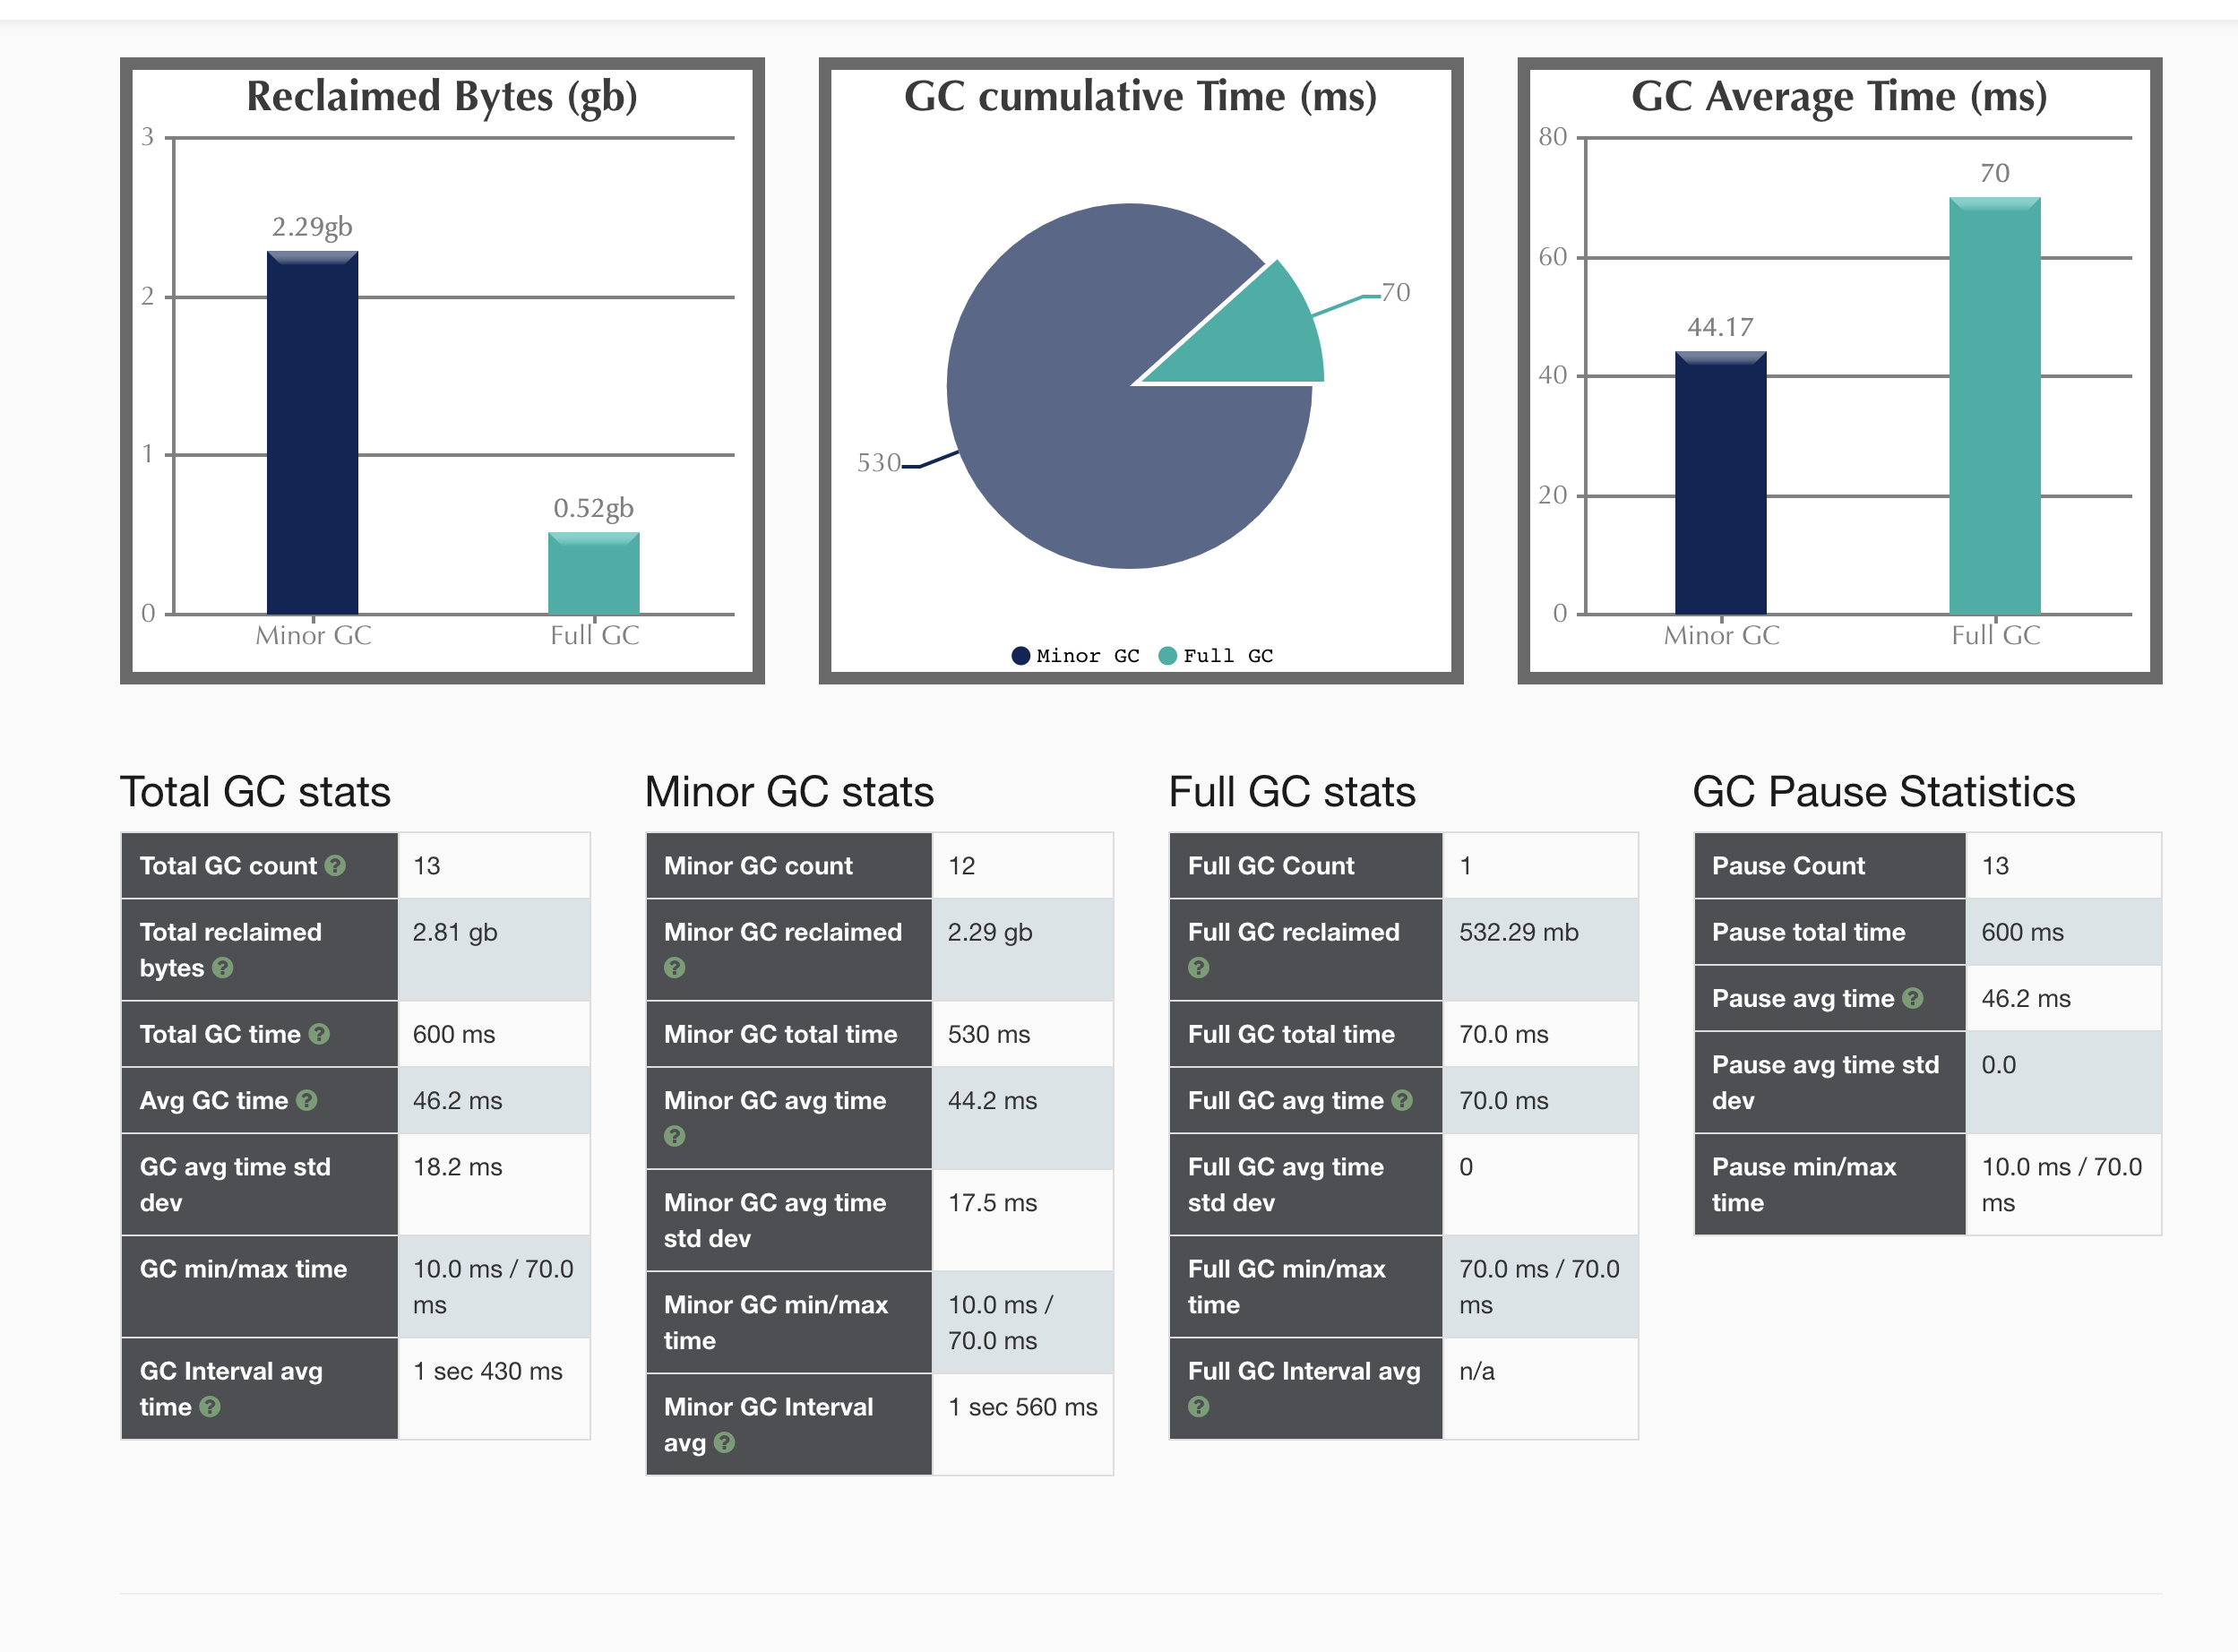 Reclaimed Bytes (gb)
3
2
1
0
2.29gb
0.52gb
Minor GC
Full GC
GC cumulative Time (ms)
70
530
Minor GC
Full GC
GC Average Time (ms)
80
60
40
20
0
44.17
70
Minor GC
Full GC
Total GC stats
Total GC count ?
13
Total reclaimed
bytes ?
2.81 gb
Total GC time ?
600 ms
Avg GC time ?
46.2 ms
GC avg time std
dev
18.2 ms
GC min/max time
10.0 ms / 70.0
ms
GC Interval avg
time ?
1 sec 430 ms
Minor GC stats
Minor GC count
12
Minor GC reclaimed
?
2.29 gb
Minor GC total time
530 ms
Minor GC avg time
?
44.2 ms
Minor GC avg time
std dev
17.5 ms
Minor GC min/max
time
10.0 ms /
70.0 ms
Minor GC Interval
avg ?
1 sec 560 ms
Full GC stats
Full GC Count
1
Full GC reclaimed
?
532.29 mb
Full GC total time
70.0 ms
Full GC avg time ?
70.0 ms
Full GC avg time
std dev
0
Full GC min/max
time
70.0 ms / 70.0
ms
Full GC Interval avg
?
n/a
GC Pause Statistics
Pause Count
13
Pause total time
600 ms
Pause avg time ?
46.2 ms
Pause avg time std
dev
0.0
Pause min/max
time
10.0 ms / 70.0
ms